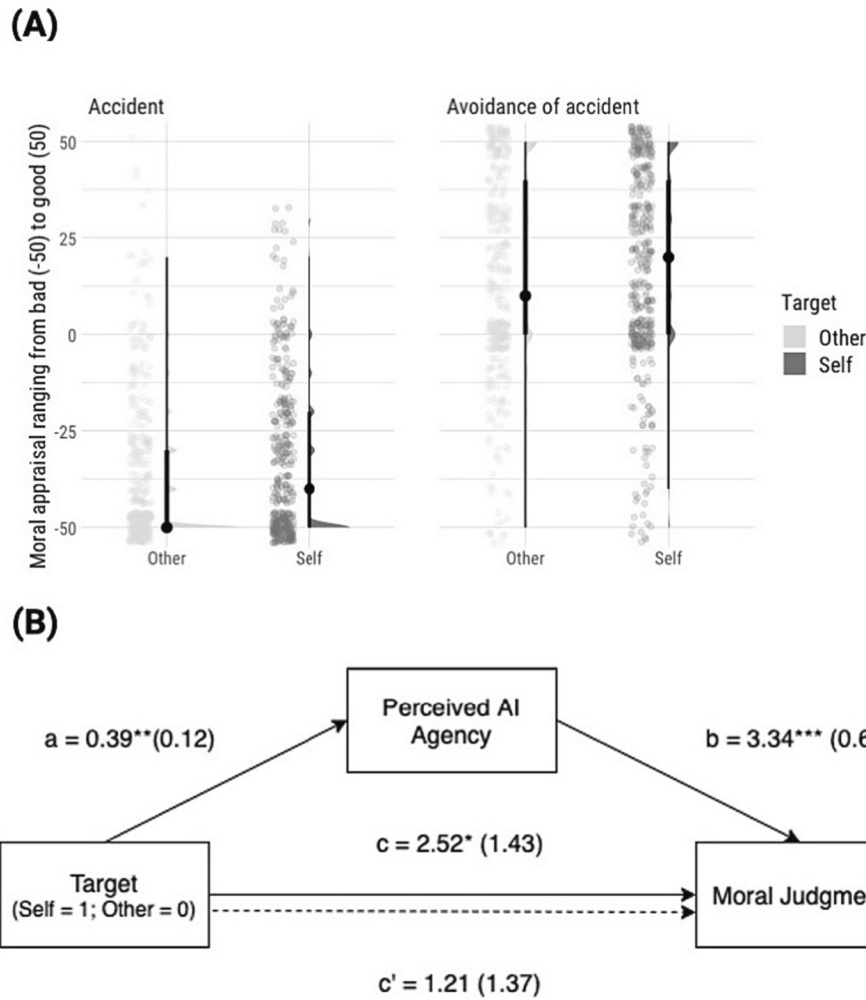 (A)
Accident
Avoidance of accident
Moral appraisal ranging from bad (-50) to good (50)
50
25
0
-25
-50
Other
Self
Other
Self
Target
Other
Self
(B)
Perceived AI
Agency
a = 0.39**(0.12)
b = 3.34*** (0.6
c = 2.52* (1.43)
Target
(Self = 1; Other = 0)
Moral Judgme
c' = 1.21 (1.37)